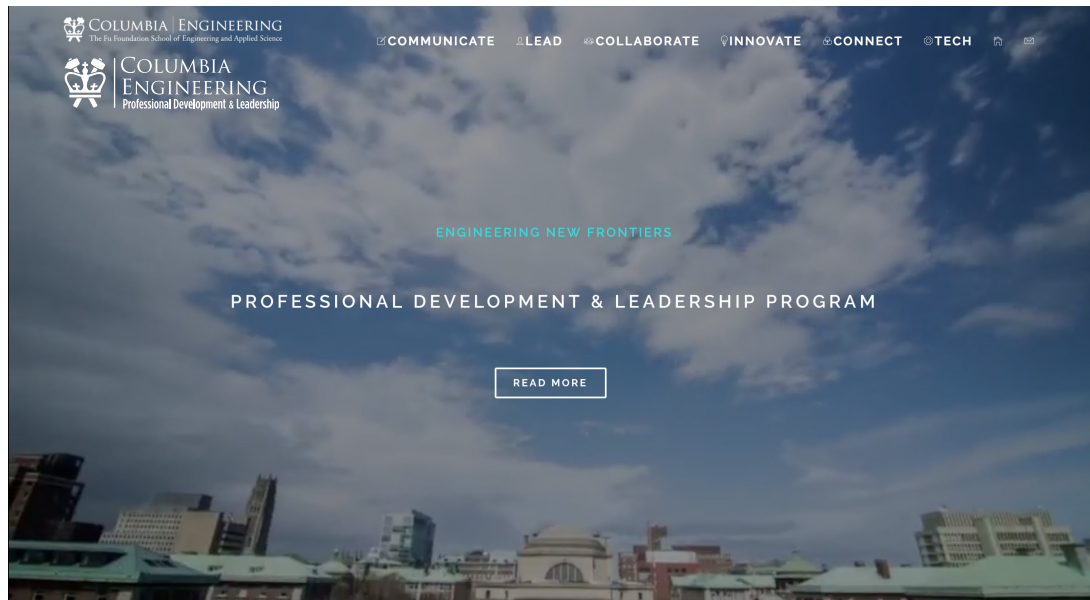 COLUMBIA | ENGINEERING
The Fu Foundation School of Engineering and Applied Science
COLUMBIA
ENGINEERING
Professional Development & Leadership
COMMUNICATE LEAD COLLABORATE INNOVATE CONNECT TECH
ENGINEERING NEW FRONTIERS
PROFESSIONAL DEVELOPMENT & LEADERSHIP PROGRAM
READ MORE